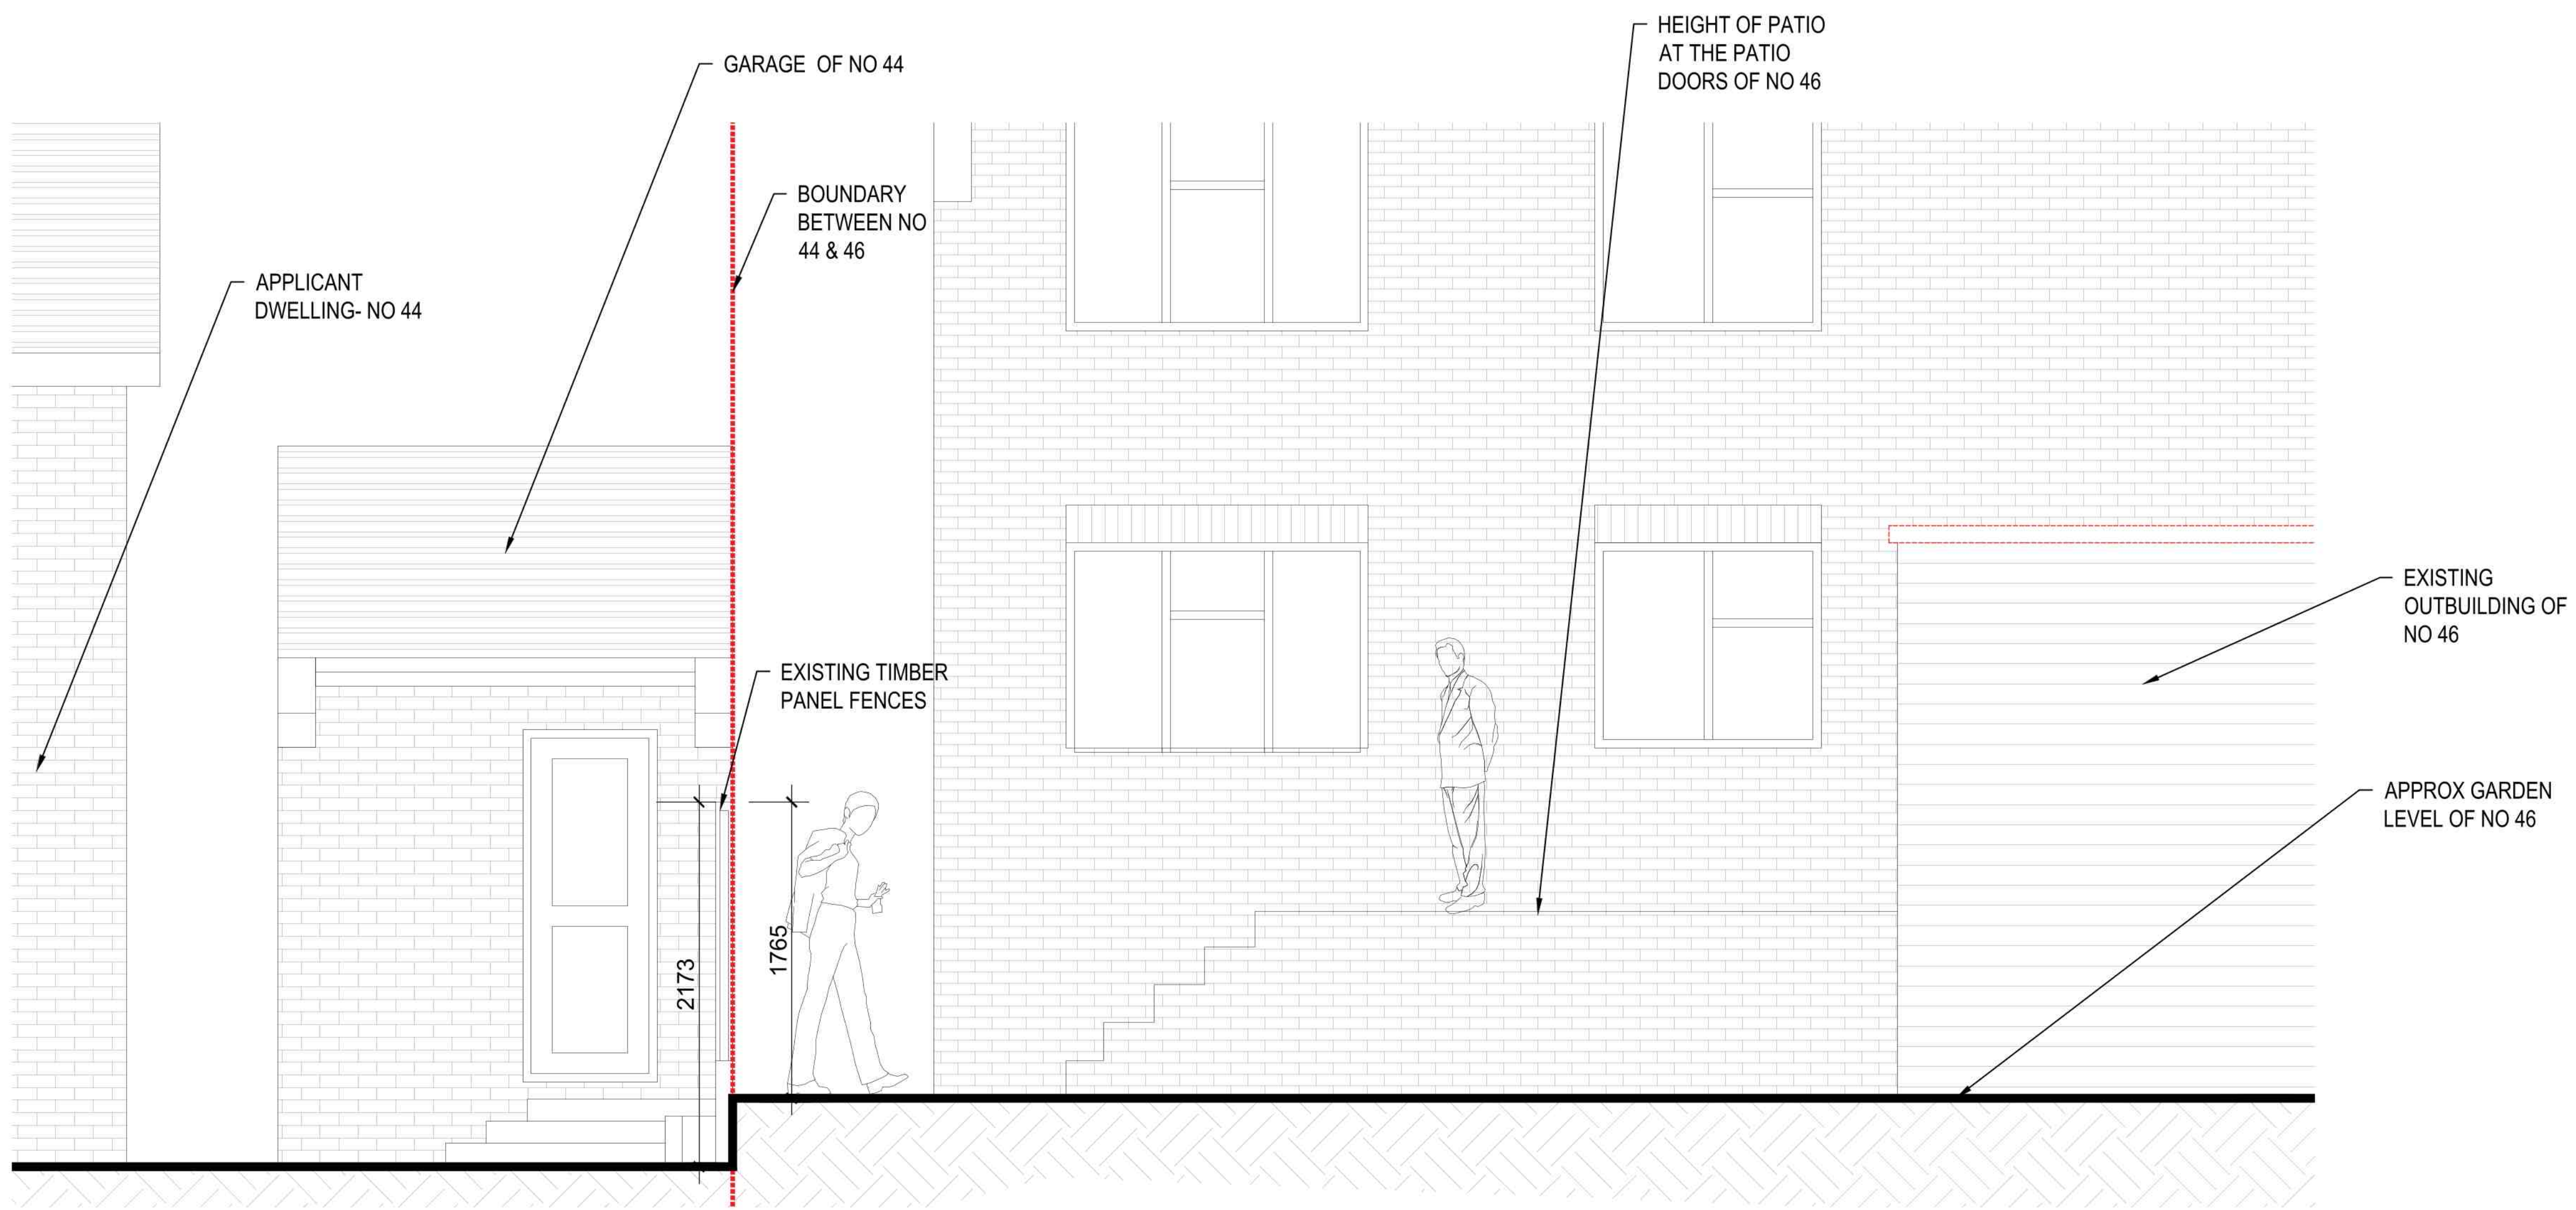 HEIGHT OF PATIO
AT THE PATIO
DOORS OF NO 46
GARAGE OF NO 44
BOUNDARY
BETWEEN NO
44 & 46
APPLICANT
DWELLING- NO 44
EXISTING TIMBER
PANEL FENCES
EXISTING
OUTBUILDING OF
NO 46
APPROX GARDEN
LEVEL OF NO 46
2173
1765